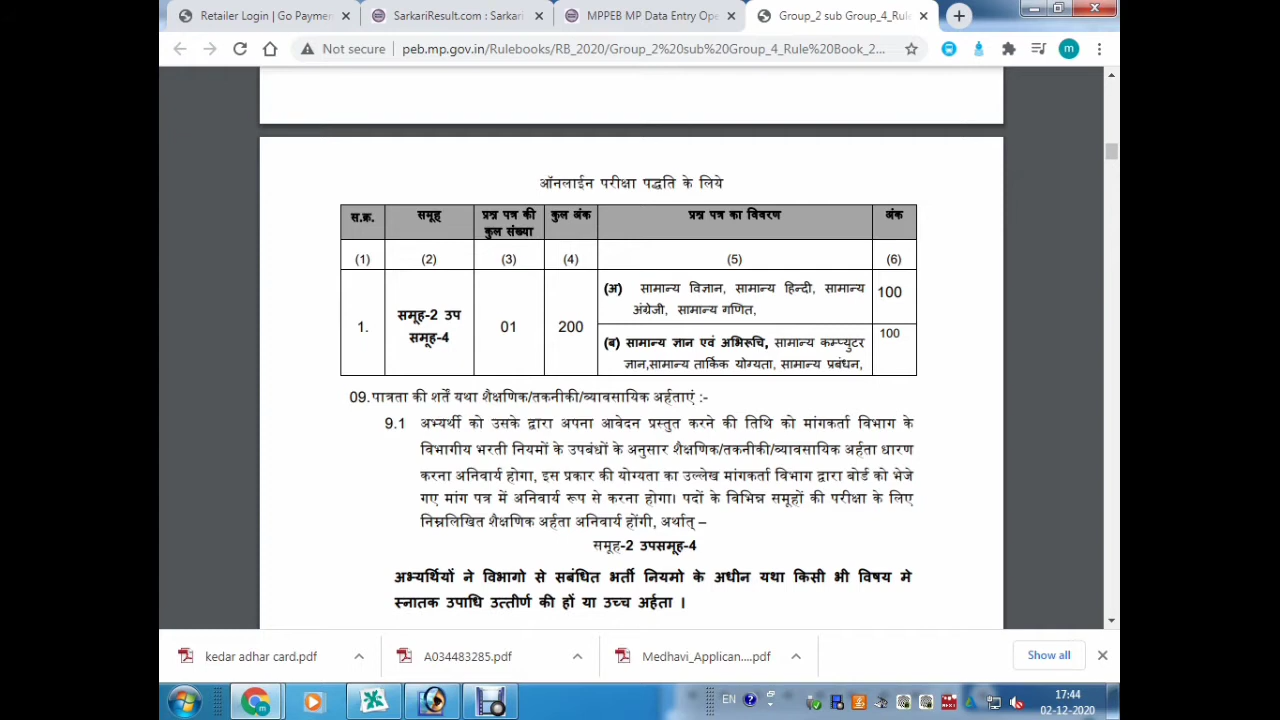 Retailer Login | Go Paymen
SarkariResult.com : Sarkari
MPPEB MP Data Entry Ope
Group_2 sub Group_4_Rule
Not secure
peb.mp.gov.in/Rulebooks/RB_2020/Group_2%20sub%20Group_4_Rule%20Book_2...
m
ऑनलाईन परीक्षा पद्धति के लिये
स.क्र.
समूह
प्रश्न पत्र की
कुल संख्या
कुल अंक
प्रश्न पत्र का विवरण
अंक
(1)
(2)
(3)
(4)
(5)
(6)
1.
समूह-2 उप
समूह-4
01
200
(अ) सामान्य विज्ञान, सामान्य हिन्दी, सामान्य
अंग्रेजी, सामान्य गणित,
100
(ब) सामान्य ज्ञान एवं अभिरूचि, सामान्य कम्प्युटर
ज्ञान,सामान्य तार्किक योग्यता, सामान्य प्रबंधन,
100
09.पात्रता की शर्तें यथा शैक्षणिक/तकनीकी/व्यावसायिक अर्हताएं :-
9.1 अभ्यर्थी को उसके द्वारा अपना आवेदन प्रस्तुत करने की तिथि को मांगकर्ता विभाग के
विभागीय भरती नियमों के उपबंधों के अनुसार शैक्षणिक/तकनीकी/व्यावसायिक अर्हता धारण
करना अनिवार्य होगा, इस प्रकार की योग्यता का उल्लेख मांगकर्ता विभाग द्वारा बोर्ड को भेजे
गए मांग पत्र में अनिवार्य रूप से करना होगा। पदों के विभिन्न समूहों की परीक्षा के लिए
निम्नलिखित शैक्षणिक अर्हता अनिवार्य होंगी, अर्थात् –
समूह-2 उपसमूह-4
अभ्यर्थियों ने विभागो से सबंधित भर्ती नियमो के अधीन यथा किसी भी विषय मे
स्नातक उपाधि उत्तीर्ण की हों या उच्च अर्हता ।
kedar adhar card.pdf
A034483285.pdf
Medhavi_Applican....pdf
Show all
EN
17:44
02-12-2020